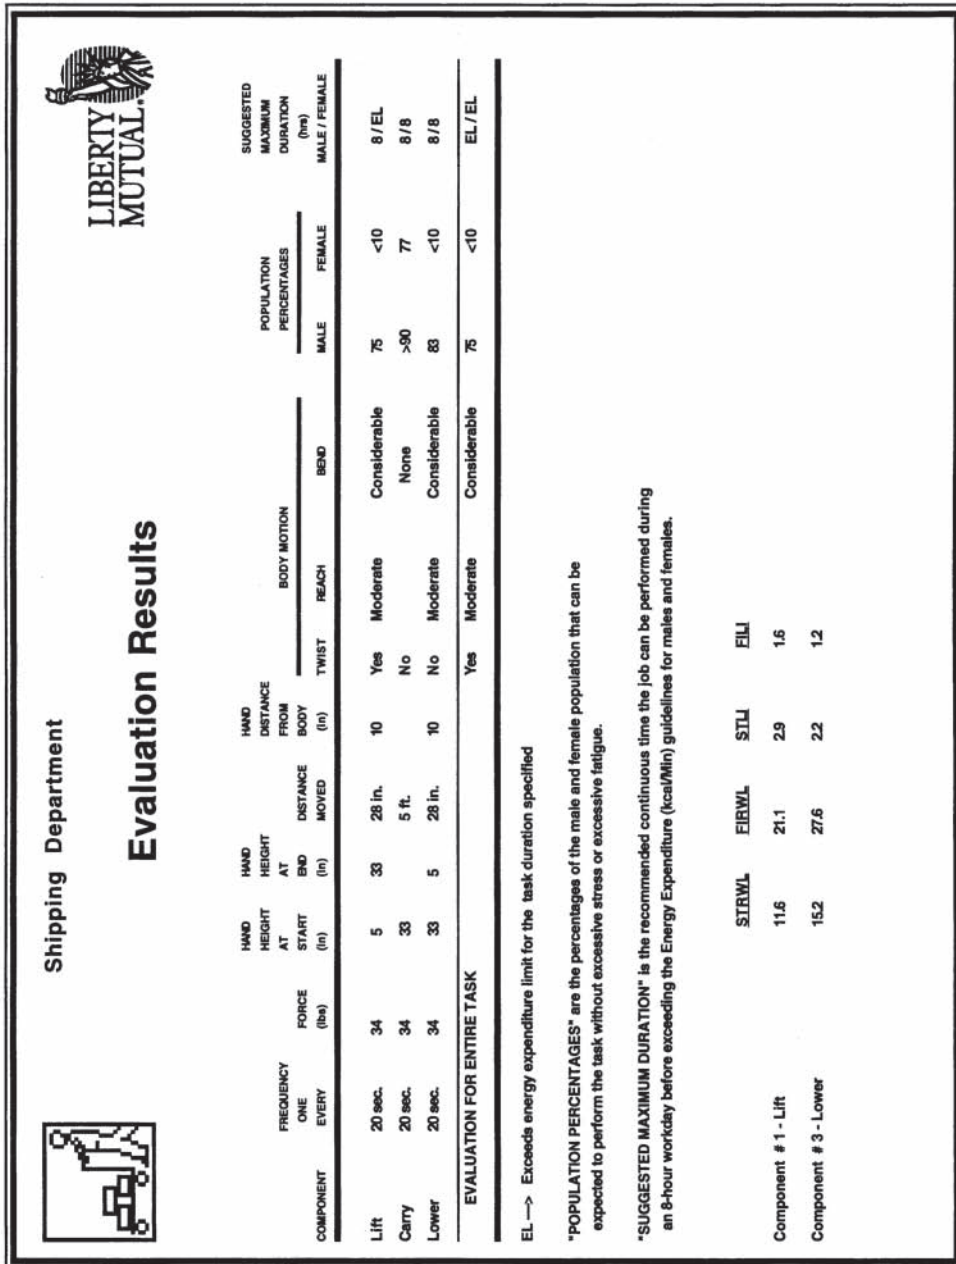 Shipping Department
LIBERTY
MUTUAL.
Evaluation Results
COMPONENT FREQUENCY ONE EVERY FORCE (lbs) HAND HEIGHT AT START (in) HAND HEIGHT AT END (in) DISTANCE MOVED HAND DISTANCE FROM BODY (in) BODY MOTION TWIST REACH BEND POPULATION PERCENTAGES MALE FEMALE SUGGESTED MAXIMUM DURATION (hrs) MALE / FEMALE
Lift 20 sec. 34 5 33 28 in. 10 Yes Moderate Considerable 75 <10 8 / EL
Carry 20 sec. 34 33 5 ft. No None >90 77 8 / 8
Lower 20 sec. 34 33 5 28 in. 10 No Moderate Considerable 83 <10 8 / 8
EVALUATION FOR ENTIRE TASK Yes Moderate Considerable 75 <10 EL / EL
EL —> Exceeds energy expenditure limit for the task duration specified
"POPULATION PERCENTAGES" are the percentages of the male and female population that can be
expected to perform the task without excessive stress or excessive fatigue.
"SUGGESTED MAXIMUM DURATION" is the recommended continuous time the job can be performed during
an 8-hour workday before exceeding the Energy Expenditure (kcal/Min) guidelines for males and females.
STRWL FIRWL STLI FILI
Component # 1 - Lift 11.6 21.1 2.9 1.6
Component # 3 - Lower 15.2 27.6 2.2 1.2